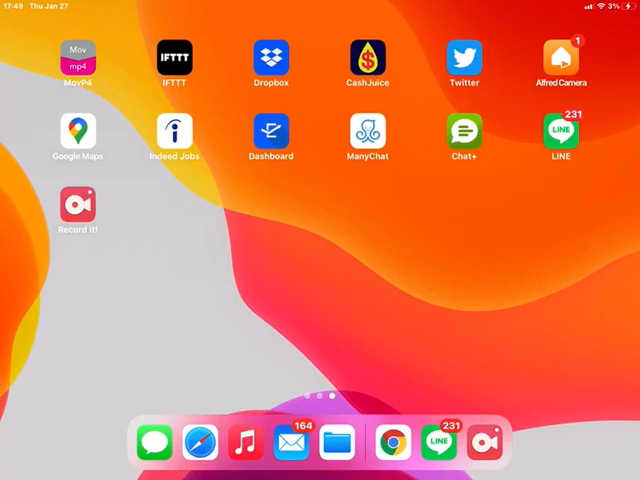 17:49 Thu Jan 27
3%
Mov
mp4
MovP4
IFTTT
IFTTT
Dropbox
$
CashJuice
Twitter
1
Alfred Camera
Google Maps
Indeed Jobs
Dashboard
ManyChat
Chat+
231
LINE
LINE
Record it!
164
231
LINE